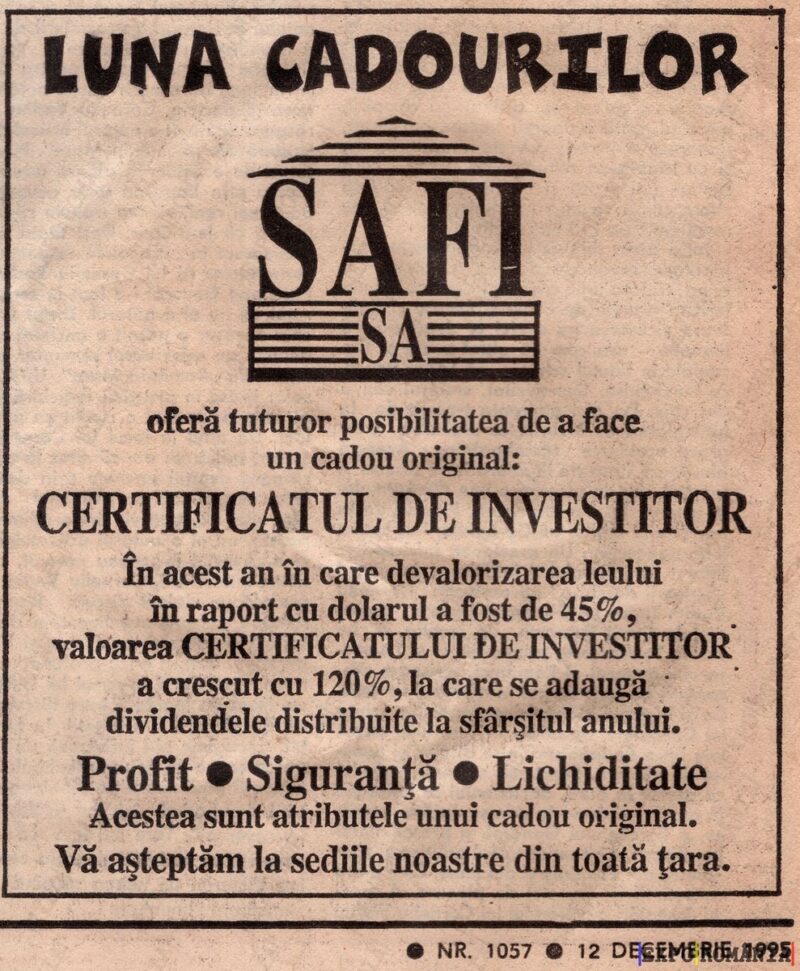 LUNA CADOURILOR
SAFI
SA
oferă tuturor posibilitatea de a face
un cadou original:
CERTIFICATUL DE INVESTITOR
În acest an în care devalorizarea leului
în raport cu dolarul a fost de 45%,
valoarea CERTIFICATULUI DE INVESTITOR
a crescut cu 120%, la care se adaugă
dividendele distribuite la sfârşitul anului.
Profit ● Siguranţă ● Lichiditate
Acestea sunt atributele unui cadou original.
Vă aşteptăm la sediile noastre din toată ţara.
● NR. 1057 ● 12 DECEMBRIE 1995
EXPO ROMANIA